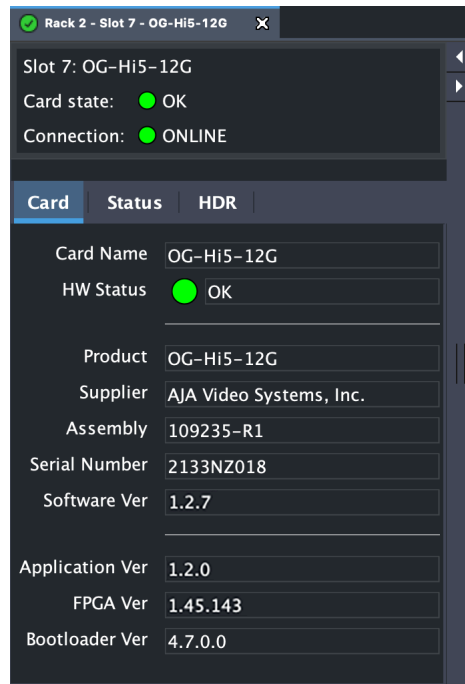 Rack 2 - Slot 7 - OG-Hi5-12G
Slot 7: OG-Hi5-12G
Card state: OK
Connection: ONLINE
Card Status HDR
Card Name OG-Hi5-12G
HW Status OK
Product OG-Hi5-12G
Supplier AJA Video Systems, Inc.
Assembly 109235-R1
Serial Number 2133NZ018
Software Ver 1.2.7
Application Ver 1.2.0
FPGA Ver 1.45.143
Bootloader Ver 4.7.0.0